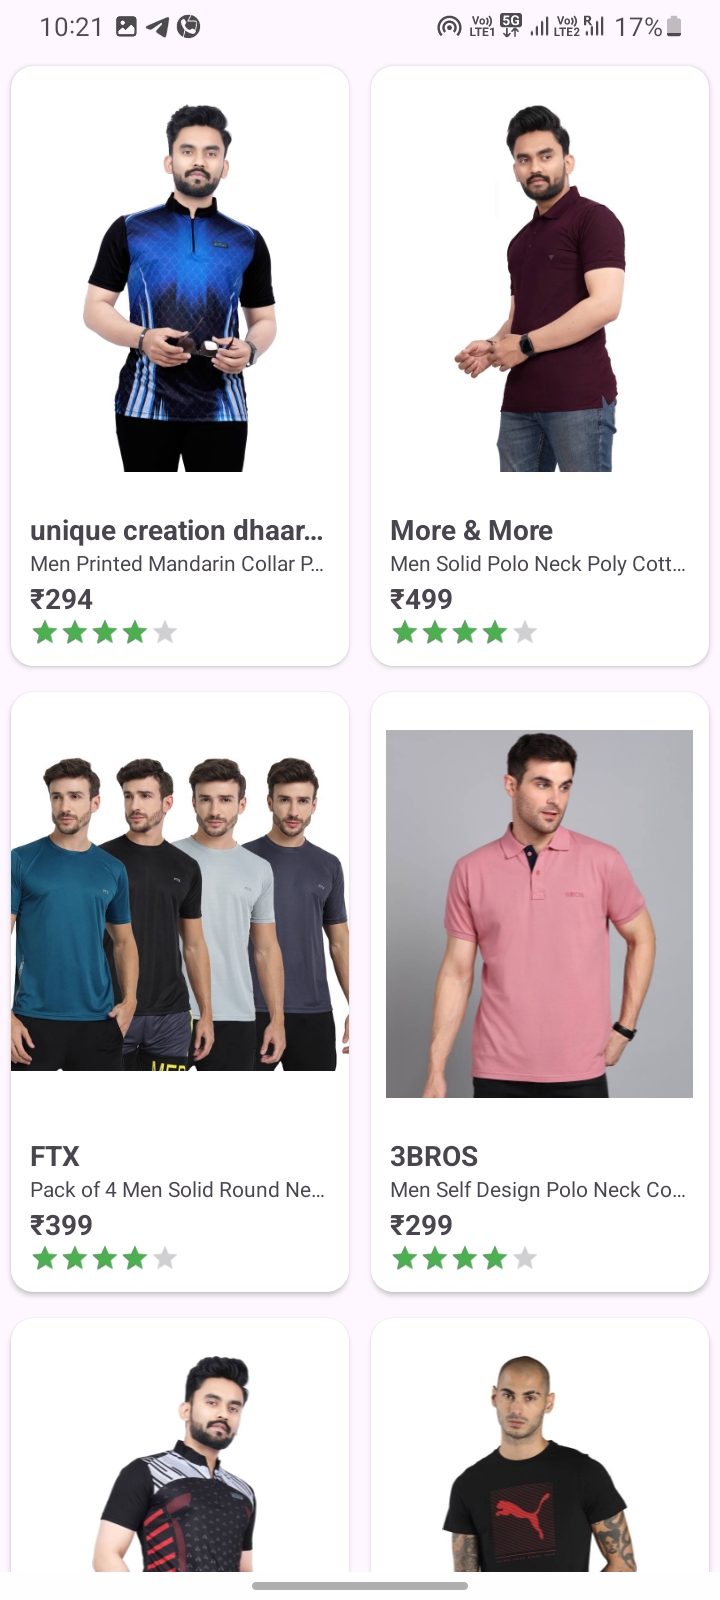 10:21 Vo)) LTE1 5G Vo)) LTE2 R 17%
unique creation dhaar...
Men Printed Mandarin Collar P...
₹294
More & More
Men Solid Polo Neck Poly Cott...
₹499
FTX
Pack of 4 Men Solid Round Ne...
₹399
3BROS
Men Self Design Polo Neck Co...
₹299